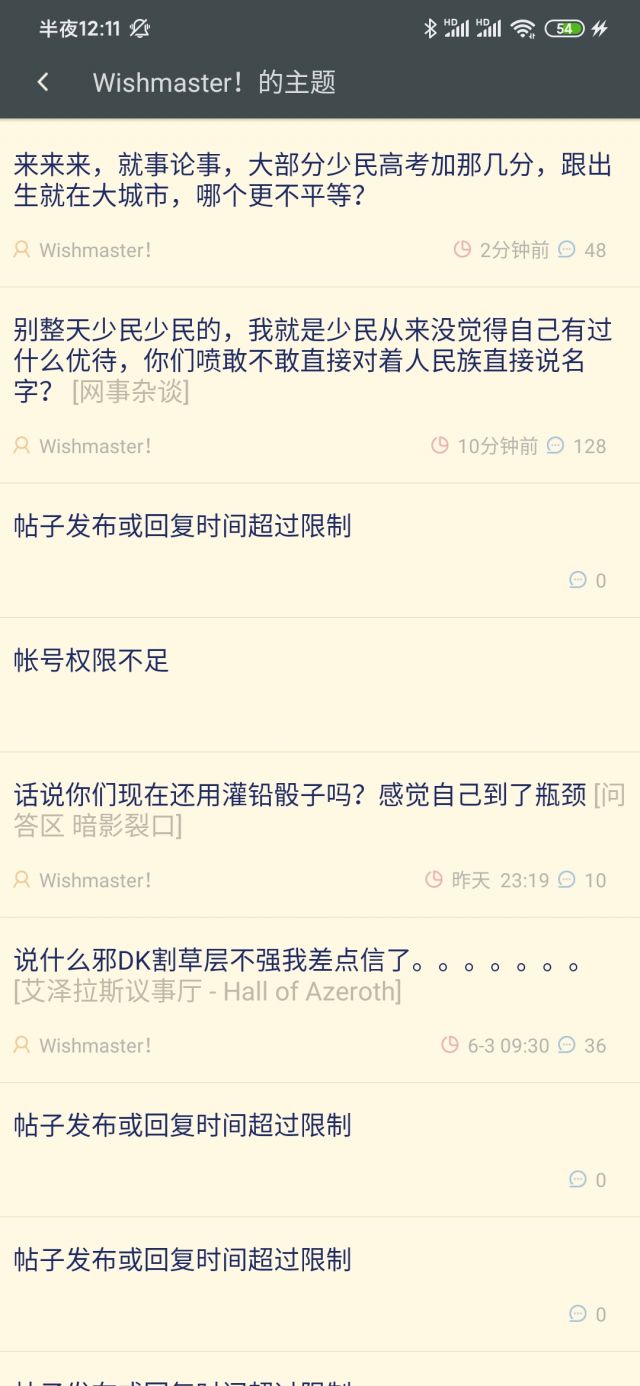 半夜12:11 HD HD 54
Wishmaster！的主题
来来来，就事论事，大部分少民高考加那几分，跟出
生就在大城市，哪个更不平等？
Wishmaster！ 2分钟前 48
别整天少民少民的，我就是少民从来没觉得自己有过
什么优待，你们喷敢不敢直接对着人民族直接说名
字？ [网事杂谈]
Wishmaster！ 10分钟前 128
帖子发布或回复时间超过限制
0
帐号权限不足
话说你们现在还用灌铅骰子吗？感觉自己到了瓶颈 [问
答区 暗影裂口]
Wishmaster！ 昨天 23:19 10
说什么邪DK割草层不强我差点信了。。。。。。。
[艾泽拉斯议事厅 - Hall of Azeroth]
Wishmaster！ 6-3 09:30 36
帖子发布或回复时间超过限制
0
帖子发布或回复时间超过限制
0